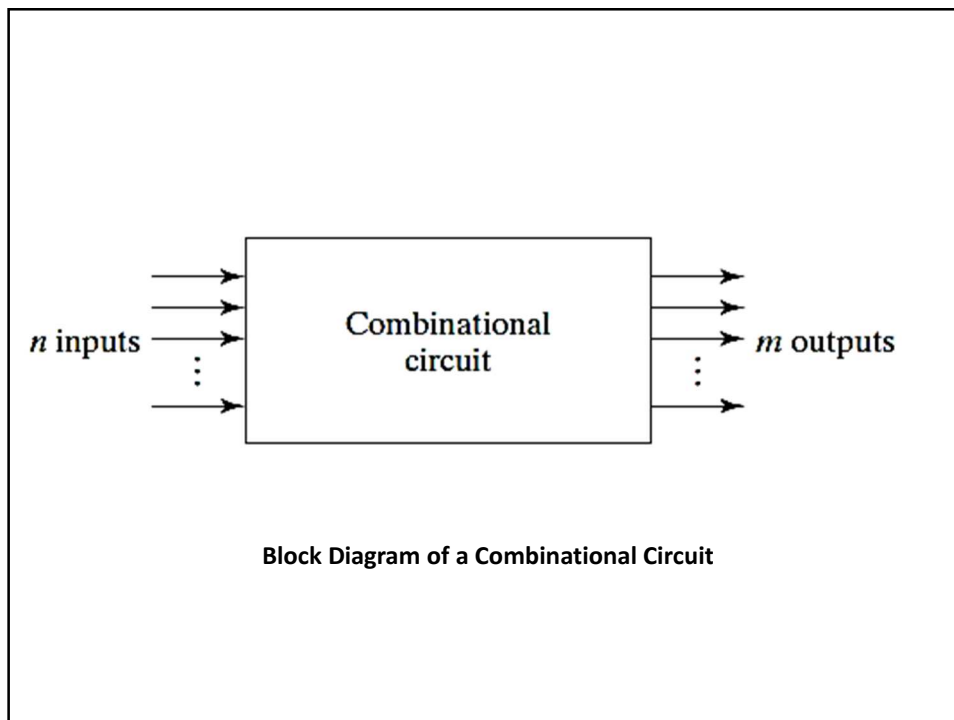 n inputs
Combinational
circuit
m outputs
Block Diagram of a Combinational Circuit